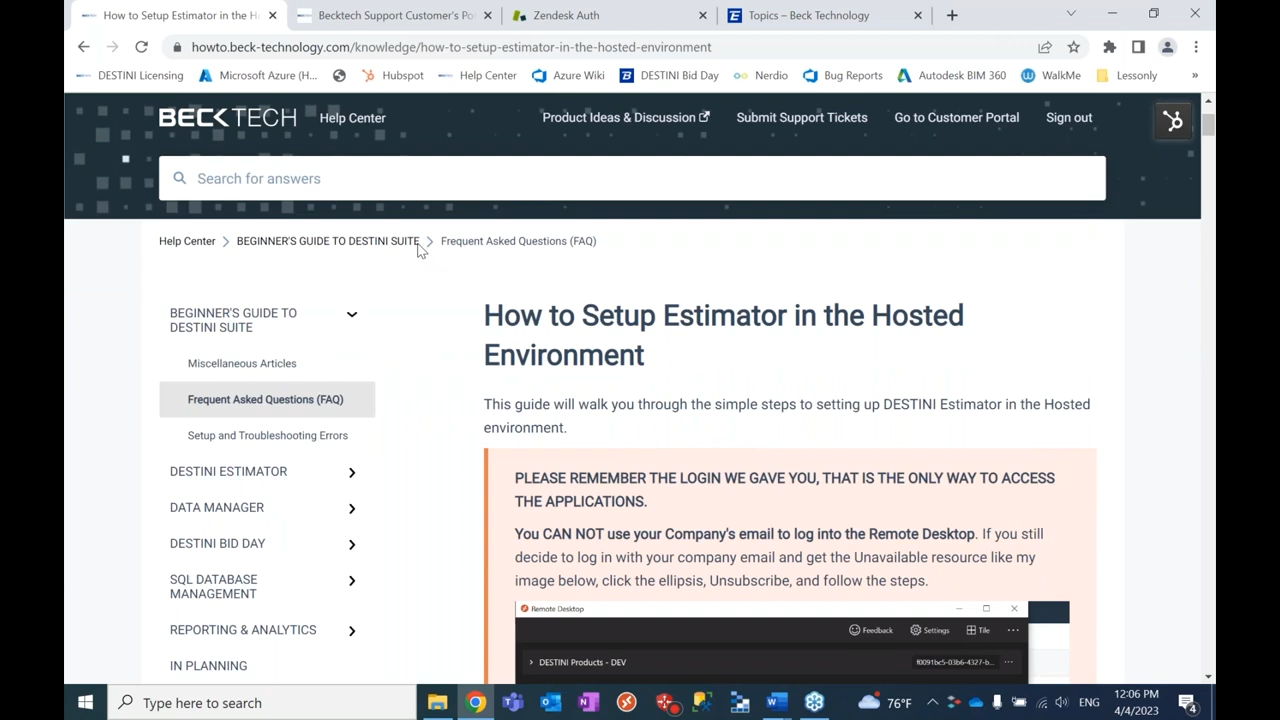 How to Setup Estimator in the H
Becktech Support Customer's Po
Zendesk Auth
Topics – Beck Technology
howto.beck-technology.com/knowledge/how-to-setup-estimator-in-the-hosted-environment
DESTINI Licensing
Microsoft Azure (H...
Hubspot
Help Center
Azure Wiki
DESTINI Bid Day
Nerdio
Bug Reports
Autodesk BIM 360
WalkMe
Lessonly
»
BECKTECH
Help Center
Product Ideas & Discussion
Submit Support Tickets
Go to Customer Portal
Sign out
Search for answers
Help Center > BEGINNER'S GUIDE TO DESTINI SUITE > Frequent Asked Questions (FAQ)
BEGINNER'S GUIDE TO
DESTINI SUITE
Miscellaneous Articles
Frequent Asked Questions (FAQ)
Setup and Troubleshooting Errors
DESTINI ESTIMATOR
DATA MANAGER
DESTINI BID DAY
SQL DATABASE
MANAGEMENT
REPORTING & ANALYTICS
IN PLANNING
How to Setup Estimator in the Hosted
Environment
This guide will walk you through the simple steps to setting up DESTINI Estimator in the Hosted
environment.
PLEASE REMEMBER THE LOGIN WE GAVE YOU, THAT IS THE ONLY WAY TO ACCESS
THE APPLICATIONS.
You CAN NOT use your Company's email to log into the Remote Desktop. If you still
decide to log in with your company email and get the Unavailable resource like my
image below, click the ellipsis, Unsubscribe, and follow the steps.
Remote Desktop
Feedback
Settings
Tile
DESTINI Products - DEV
f0091bc5-03b6-4327-b...
Type here to search
76°F
ENG
12:06 PM
4/4/2023
4